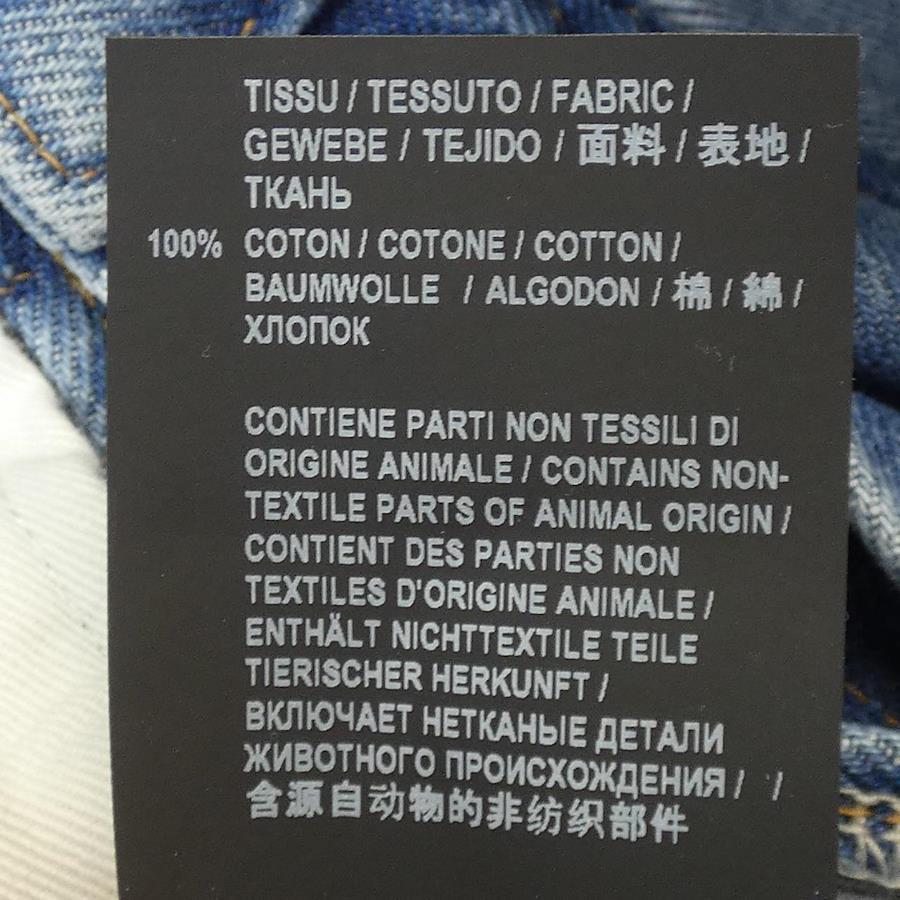 TISSU / TESSUTO / FABRIC /
GEWEBE / TEJIDO / 面料 / 表地 /
ТКАНЬ
100% COTON / COTONE / COTTON /
BAUMWOLLE / ALGODON / 棉 / 綿 /
ХЛОПОК
CONTIENE PARTI NON TESSILI DI
ORIGINE ANIMALE / CONTAINS NON-
TEXTILE PARTS OF ANIMAL ORIGIN /
CONTIENT DES PARTIES NON
TEXTILES D'ORIGINE ANIMALE /
ENTHÄLT NICHTTEXTILE TEILE
TIERISCHER HERKUNFT /
ВКЛЮЧАЕТ НЕТКАНЫЕ ДЕТАЛИ
ЖИВОТНОГО ПРОИСХОЖДЕНИЯ / /
含源自动物的非纺织部件